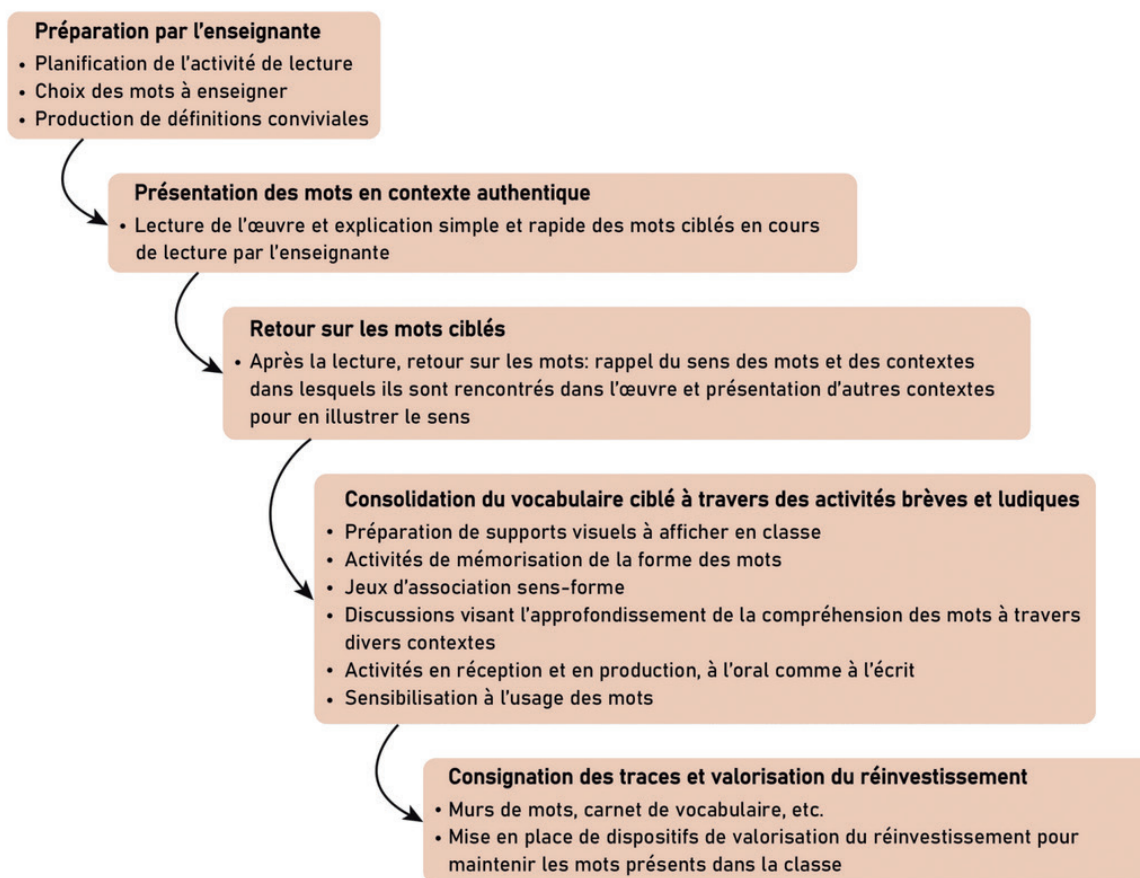 Préparation par l’enseignante
• Planification de l’activité de lecture
• Choix des mots à enseigner
• Production de définitions conviviales
Présentation des mots en contexte authentique
• Lecture de l’œuvre et explication simple et rapide des mots ciblés en cours
de lecture par l’enseignante
Retour sur les mots ciblés
• Après la lecture, retour sur les mots: rappel du sens des mots et des contextes
dans lesquels ils sont rencontrés dans l’œuvre et présentation d’autres contextes
pour en illustrer le sens
Consolidation du vocabulaire ciblé à travers des activités brèves et ludiques
• Préparation de supports visuels à afficher en classe
• Activités de mémorisation de la forme des mots
• Jeux d’association sens-forme
• Discussions visant l’approfondissement de la compréhension des mots à travers
divers contextes
• Activités en réception et en production, à l’oral comme à l’écrit
• Sensibilisation à l’usage des mots
Consignation des traces et valorisation du réinvestissement
• Murs de mots, carnet de vocabulaire, etc.
• Mise en place de dispositifs de valorisation du réinvestissement pour
maintenir les mots présents dans la classe